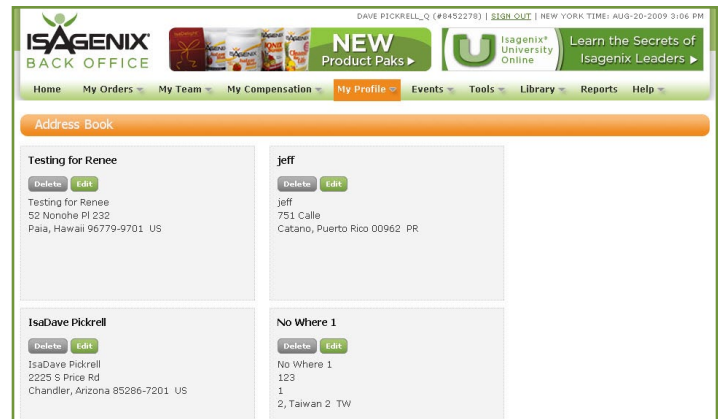 DAVE PICKRELL_Q (#8452278) | SIGN OUT | NEW YORK TIME: AUG-20-2009 3:06 PM
ISAGENIX®
BACK OFFICE
NEW
Product Paks
Isagenix®
University
Online
Learn the Secrets of
Isagenix Leaders
Home My Orders My Team My Compensation My Profile Events Tools Library Reports Help
Address Book
Testing for Renee
Delete Edit
Testing for Renee
52 Nonohe Pl 232
Paia, Hawaii 96779-9701 US
jeff
Delete Edit
jeff
751 Calle
Catano, Puerto Rico 00962 PR
IsaDave Pickrell
Delete Edit
IsaDave Pickrell
2225 S Price Rd
Chandler, Arizona 85286-7201 US
No Where 1
Delete Edit
No Where 1
123
1
2, Taiwan 2 TW